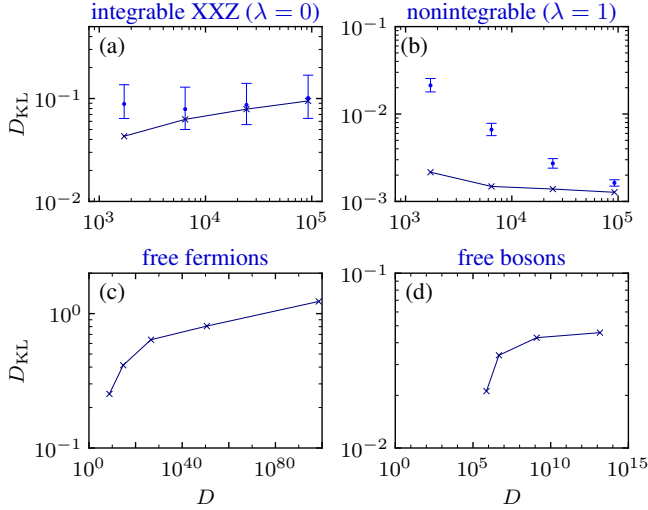 integrable XXZ (λ = 0)
nonintegrable (λ = 1)
(a)
(b)
D_KL
10^-1
10^-2
10^3
10^4
10^5
10^-1
10^-2
10^-3
10^3
10^4
10^5
free fermions
free bosons
(c)
(d)
D_KL
10^0
10^-1
10^0
10^40
10^80
D
10^-1
10^-2
10^0
10^5
10^10
10^15
D